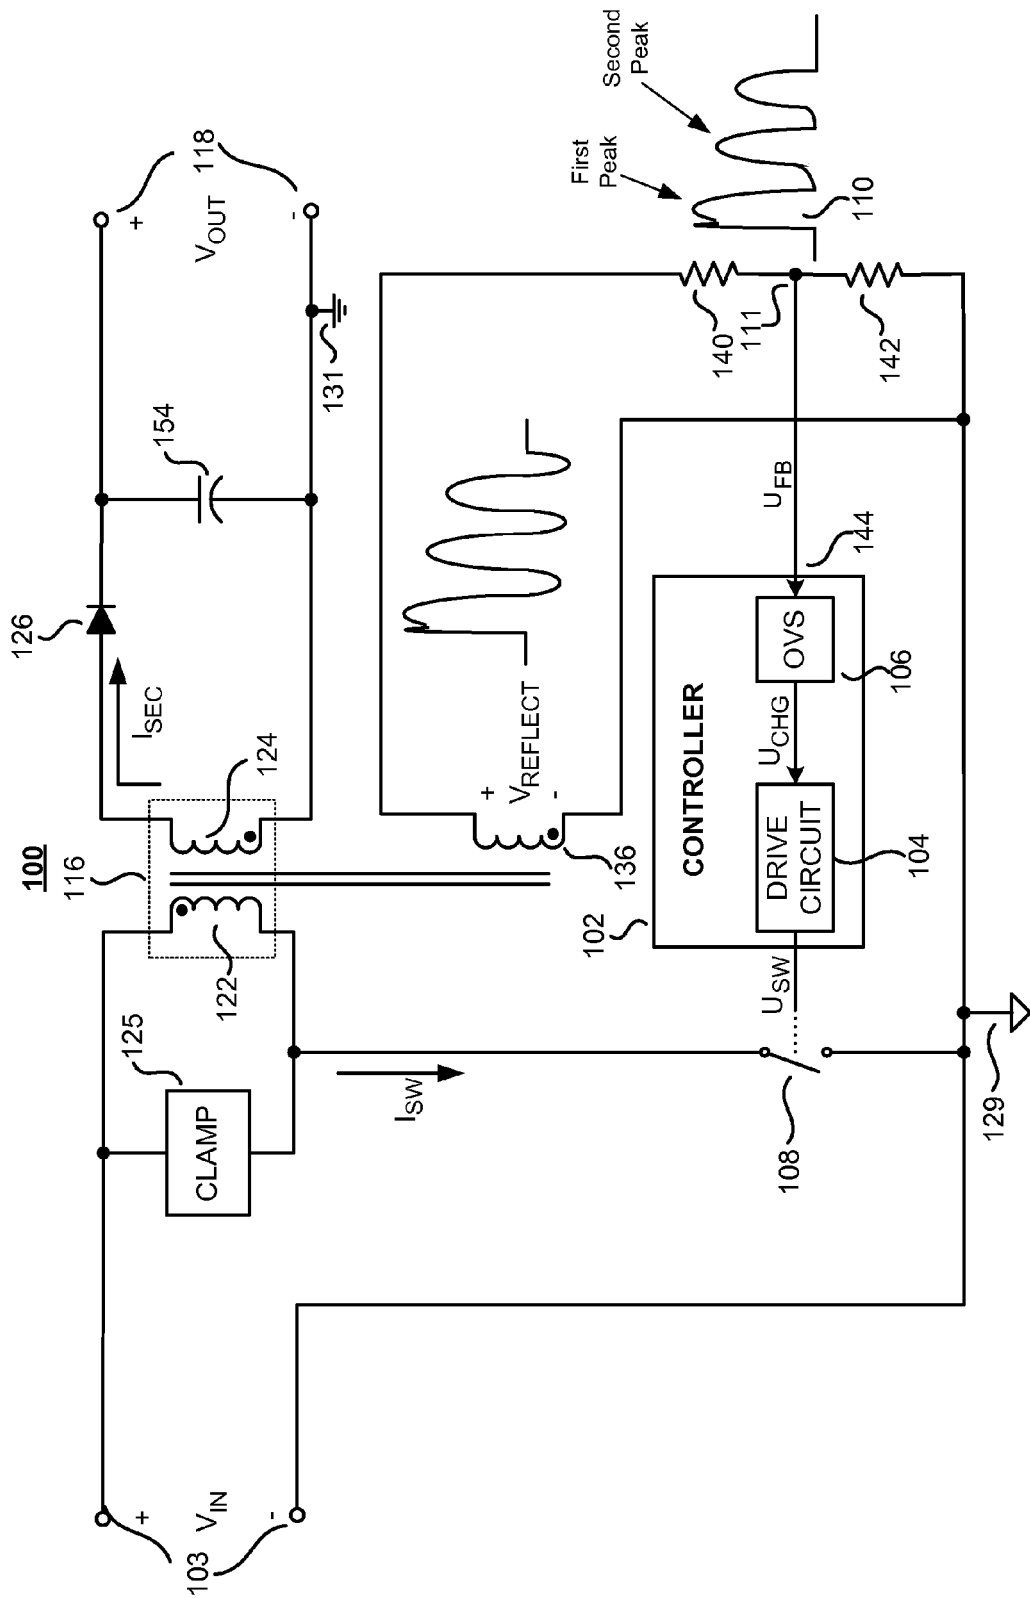 100
116
125
CLAMP
122
124
ISEC
126
154
118
+
VOUT
-
131
103
+
VIN
-
ISW
136
+
VREFLECT
-
102
CONTROLLER
USW
DRIVE
CIRCUIT
104
UCHG
OVS
106
144
UFB
111
140
142
110
First
Peak
Second
Peak
108
129